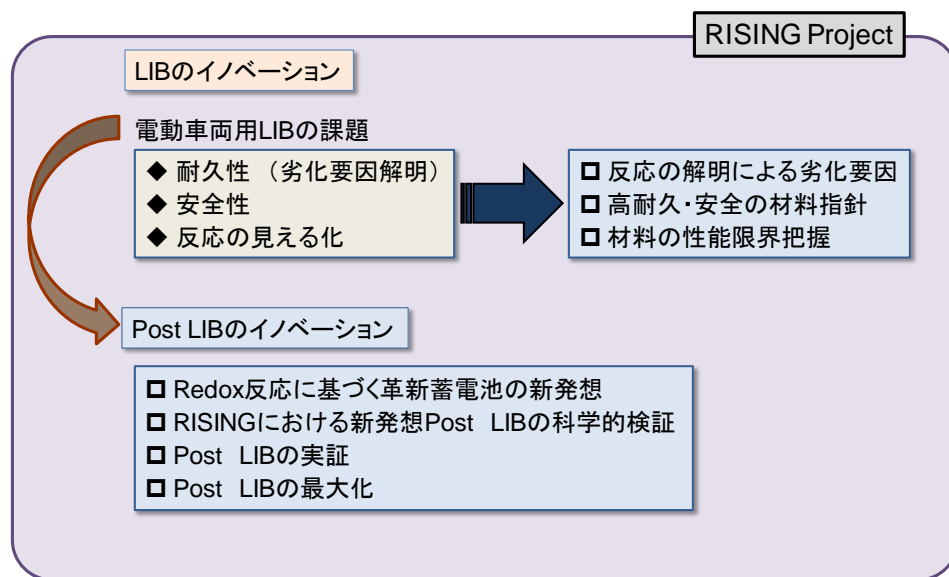 RISING Project
LIBのイノベーション
電動車両用LIBの課題
◆ 耐久性 (劣化要因解明)
◆ 安全性
◆ 反応の見える化
□ 反応の解明による劣化要因
□ 高耐久・安全の材料指針
□ 材料の性能限界把握
Post LIBのイノベーション
□ Redox反応に基づく革新蓄電池の新発想
□ RISINGにおける新発想Post LIBの科学的検証
□ Post LIBの実証
□ Post LIBの最大化